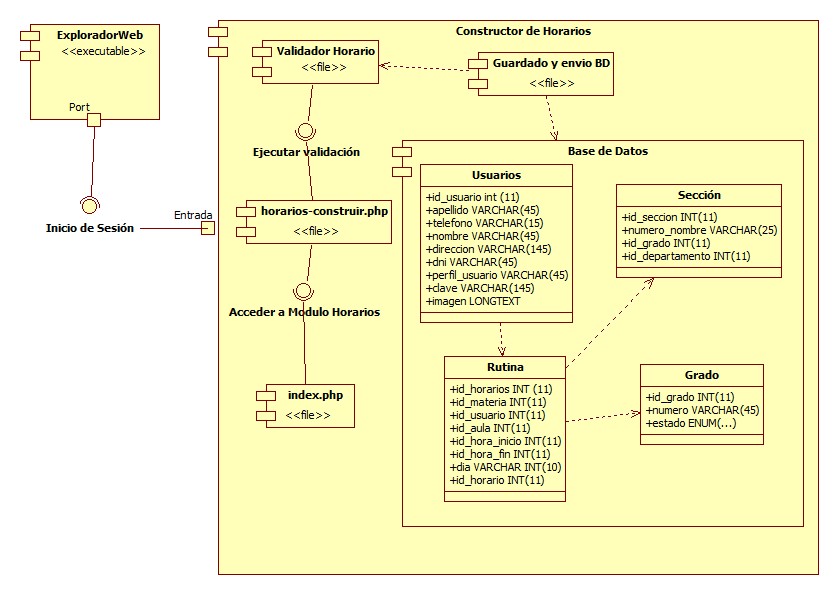 ExploradorWeb
<<executable>>
Port
Inicio de Sesión
Entrada
Constructor de Horarios
Validador Horario
<<file>>
Guardado y envio BD
<<file>>
Ejecutar validación
horarios-construir.php
<<file>>
Acceder a Modulo Horarios
index.php
<<file>>
Base de Datos
Usuarios
+id_usuario int (11)
+apellido VARCHAR(45)
+telefono VARCHAR(15)
+nombre VARCHAR(45)
+direccion VARCHAR(145)
+dni VARCHAR(45)
+perfil_usuario VARCHAR(45)
+clave VARCHAR(145)
+imagen LONGTEXT
Sección
+id_seccion INT(11)
+numero_nombre VARCHAR(25)
+id_grado INT(11)
+id_departamento INT(11)
Rutina
+id_horarios INT (11)
+id_materia INT(11)
+id_usuario INT(11)
+id_aula INT(11)
+id_hora_inicio INT(11)
+id_hora_fin INT(11)
+dia VARCHAR INT(10)
+id_horario INT(11)
Grado
+id_grado INT(11)
+numero VARCHAR(45)
+estado ENUM(...)